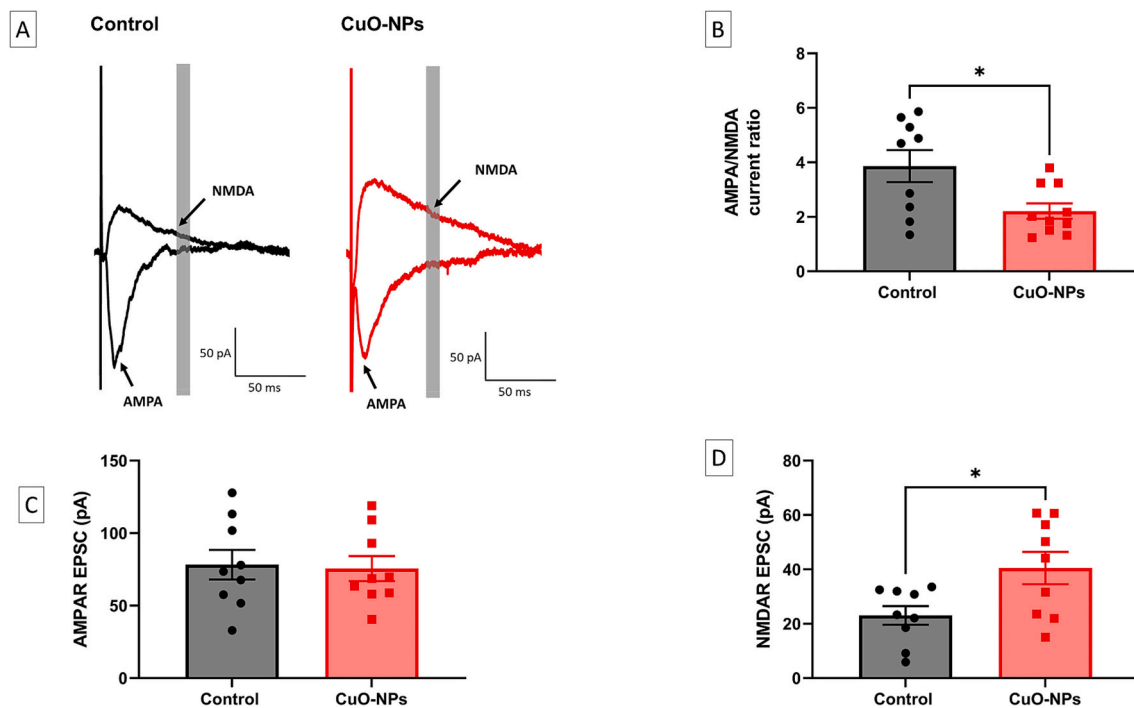 A
Control
CuO-NPs
NMDA
NMDA
50 pA
50 ms
AMPA
50 pA
50 ms
AMPA
B
AMPA/NMDA
current ratio
8
6
4
2
0
*
Control
CuO-NPs
C
AMPAR EPSC (pA)
150
100
50
0
Control
CuO-NPs
D
NMDAR EPSC (pA)
80
60
40
20
0
*
Control
CuO-NPs